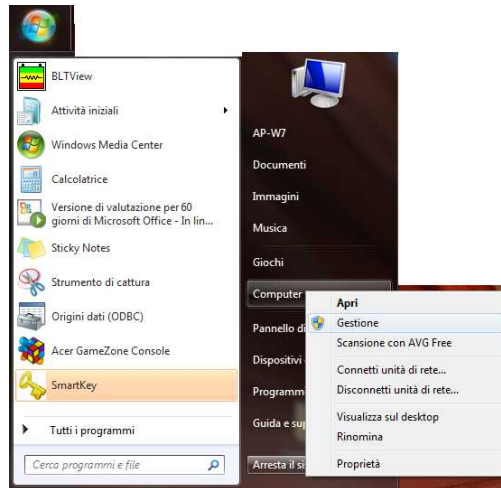 BLTView
Attività iniziali
Windows Media Center
Calcolatrice
Versione di valutazione per 60
giorni di Microsoft Office - In lin...
Sticky Notes
Strumento di cattura
Origini dati (ODBC)
Acer GameZone Console
SmartKey
Tutti i programmi
Cerca programmi e file
AP-W7
Documenti
Immagini
Musica
Giochi
Computer
Pannello di
Dispositivi
Programm
Guida e su
Arresta il si
Apri
Gestione
Scansione con AVG Free
Connetti unità di rete...
Disconnetti unità di rete...
Visualizza sul desktop
Rinomina
Proprietà